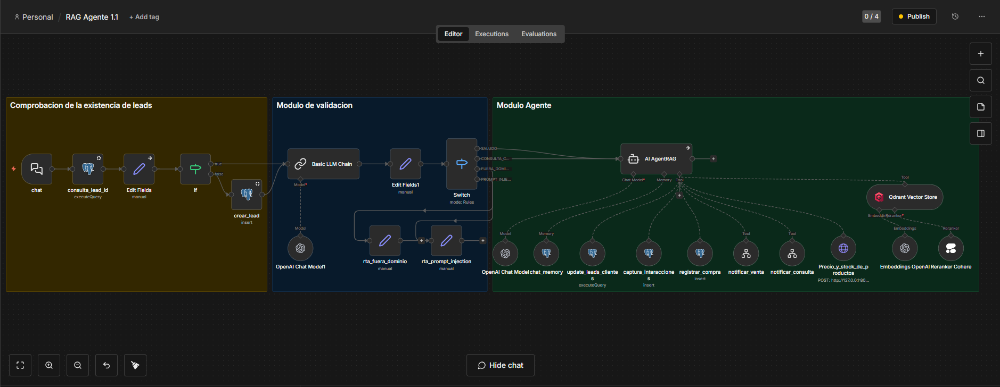 Personal / RAG Agente 1.1 + Add tag
0 / 4
Publish
Editor Executions Evaluations
Comprobacion de la existencia de leads
chat
consulta_lead_id
executeQuery
Edit Fields
manual
If
true
false
crear_lead
insert
Modulo de validacion
Basic LLM Chain
Model*
Model
OpenAI Chat Model1
Edit Fields1
manual
Switch
mode: Rules
SALUDO
CONSULTA_C...
FUERA_DOMI...
PROMPT_INJE...
rta_fuera_dominio
manual
rta_prompt_injection
manual
Modulo Agente
AI AgentRAG
Chat Model*
Memory
Tool
Model
OpenAI Chat Model
Memory
chat_memory
update_leads_cliente
s
executeQuery
captura_interaccione
s
insert
registrar_compra
insert
Tool
notificar_venta
Tool
notificar_consulta
Precio_y_stock_de_p
roductos
POST: http://127.0.0.1:80...
Tool
Qdrant Vector Store
Reranker*
Embeddings
Embeddings OpenAI
Reranker
Reranker Cohere
Hide chat